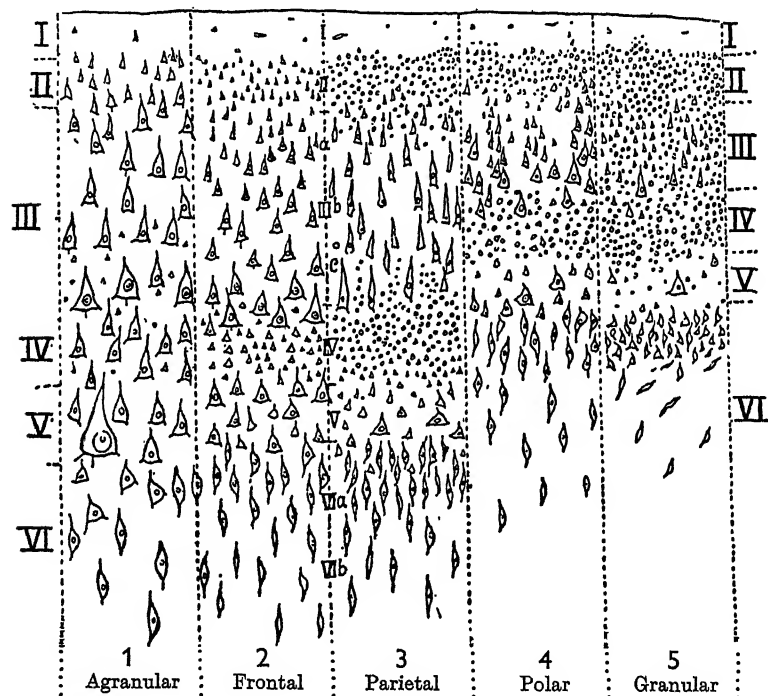 I I
II II II
a
III
III IIIb
IV
c V
IV IV
V V VI
VIa
VI VIb
1 2 3 4 5
Agranular Frontal Parietal Polar Granular